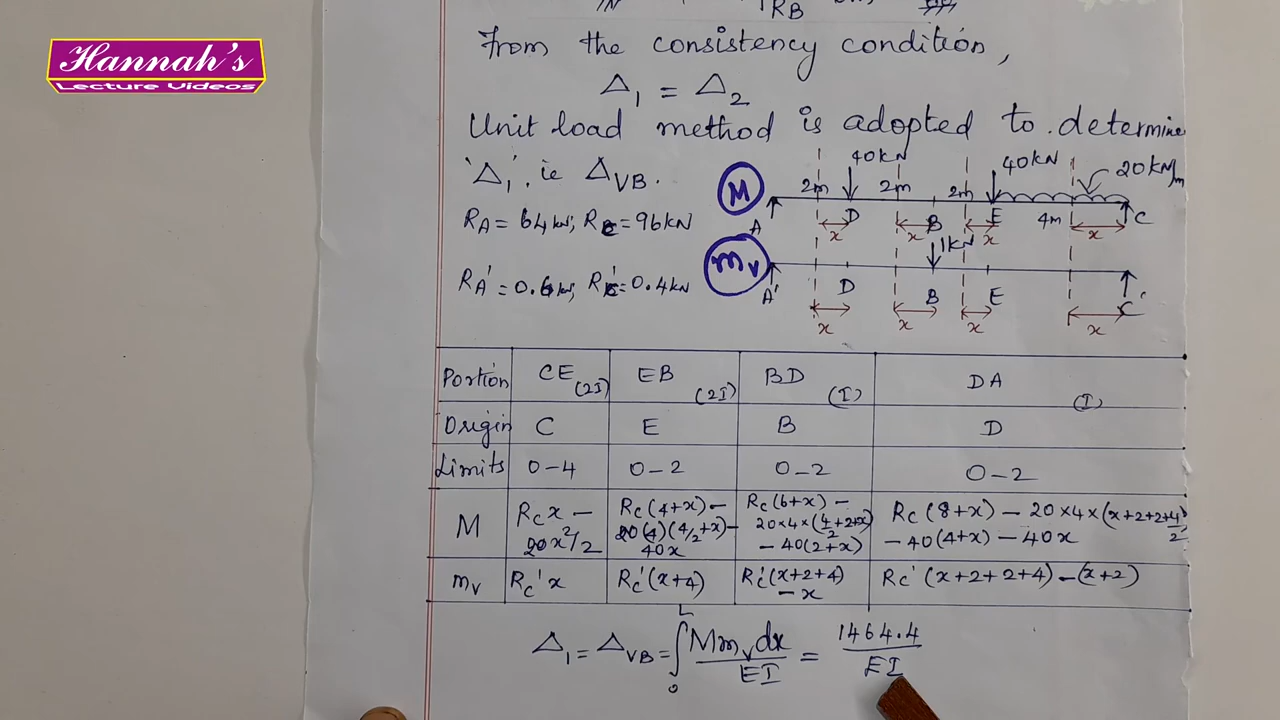 Hannah's
Lecture Videos
RB
From the consistency condition,
Δ1 = Δ2
Unit load method is adopted to determine
'Δ1' ie ΔVB.
RA = 64kN; RC = 96kN
RA' = 0.6kN; RC' = 0.4kN
M
40kN 40kN 20kN/m
2m 2m 2m 4m
A D B E C
x x x x
mv
1kN
A' D B E C'
x x x x
Portion CE (2I) EB (2I) BD (I) DA (I)
Origin C E B D
Limits 0-4 0-2 0-2 0-2
M RCx - 20x²/2 RC(4+x) - 20(4)(4/2+x) - 40x RC(6+x) - 20×4×(4/2+2+x) - 40(2+x) RC(8+x) - 20×4×(x+2+2+4/2) - 40(4+x) - 40x
mv RC'x RC'(x+4) RC'(x+2+4) - x RC'(x+2+2+4) - (x+2)
Δ1 = ΔVB = ∫0L Mmv dx / EI = 1464.4 / EI